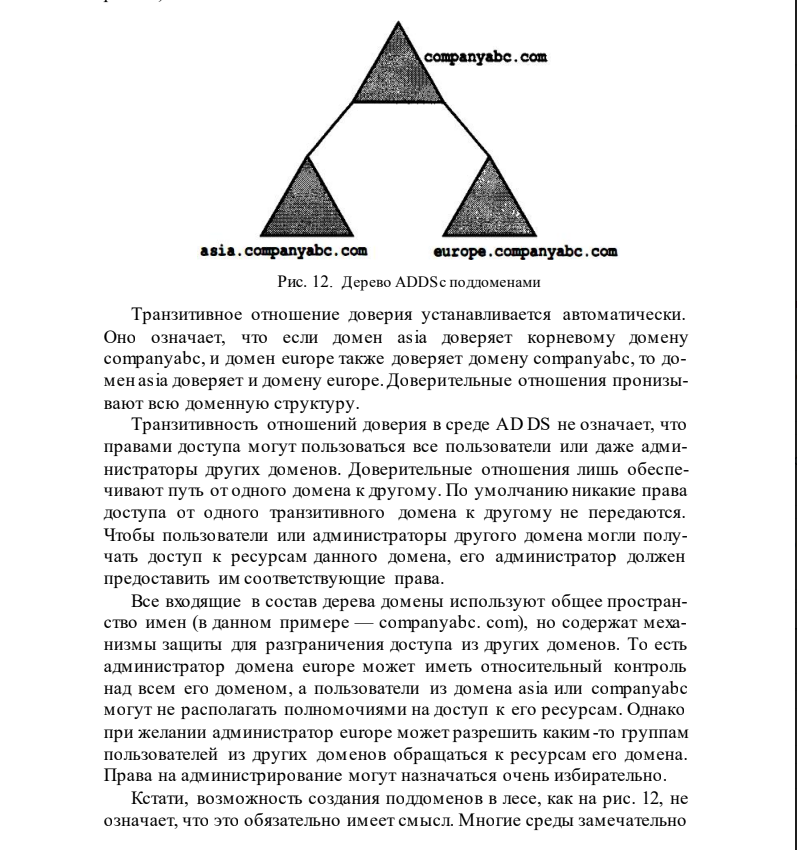 companyabc.com
asia.companyabc.com
europe.companyabc.com
Рис. 12. Дерево ADDSс поддоменами
Транзитивное отношение доверия устанавливается автоматически.
Оно означает, что если домен asia доверяет корневому домену
companyabc, и домен europe также доверяет домену companyabc, то до-
мен asia доверяет и домену europe. Доверительные отношения пронизы-
вают всю доменную структуру.
Транзитивность отношений доверия в среде AD DS не означает, что
правами доступа могут пользоваться все пользователи или даже адми-
нистраторы других доменов. Доверительные отношения лишь обеспе-
чивают путь от одного домена к другому. По умолчанию никакие права
доступа от одного транзитивного домена к другому не передаются.
Чтобы пользователи или администраторы другого домена могли полу-
чать доступ к ресурсам данного домена, его администратор должен
предоставить им соответствующие права.
Все входящие в состав дерева домены используют общее простран-
ство имен (в данном примере — companyabc. com), но содержат меха-
низмы защиты для разграничения доступа из других доменов. То есть
администратор домена europe может иметь относительный контроль
над всем его доменом, а пользователи из домена asia или companyabc
могут не располагать полномочиями на доступ к его ресурсам. Однако
при желании администратор europe может разрешить каким-то группам
пользователей из других доменов обращаться к ресурсам его домена.
Права на администрирование могут назначаться очень избирательно.
Кстати, возможность создания поддоменов в лесе, как на рис. 12, не
означает, что это обязательно имеет смысл. Многие среды замечательно